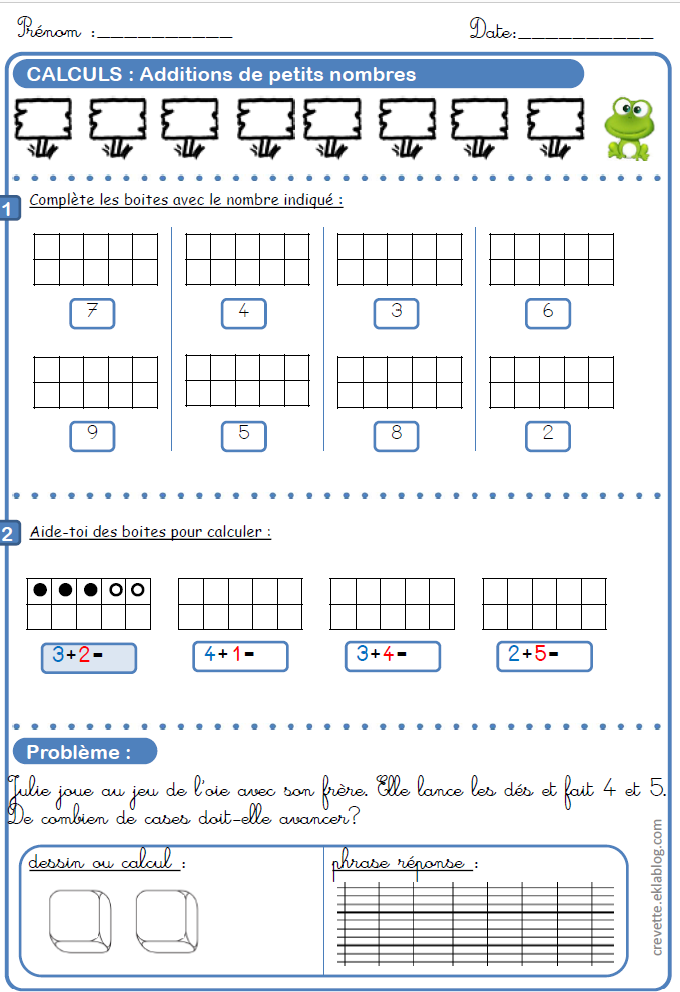 Prénom :__________ Date:__________
CALCULS : Additions de petits nombres
1 Complète les boites avec le nombre indiqué :
7 4 3 6
9 5 8 2
2 Aide-toi des boites pour calculer :
3+2= 4+1= 3+4= 2+5=
Problème :
Julie joue au jeu de l'oie avec son frère. Elle lance les dés et fait 4 et 5.
De combien de cases doit-elle avancer?
dessin ou calcul : phrase réponse :
crevette.eklablog.com